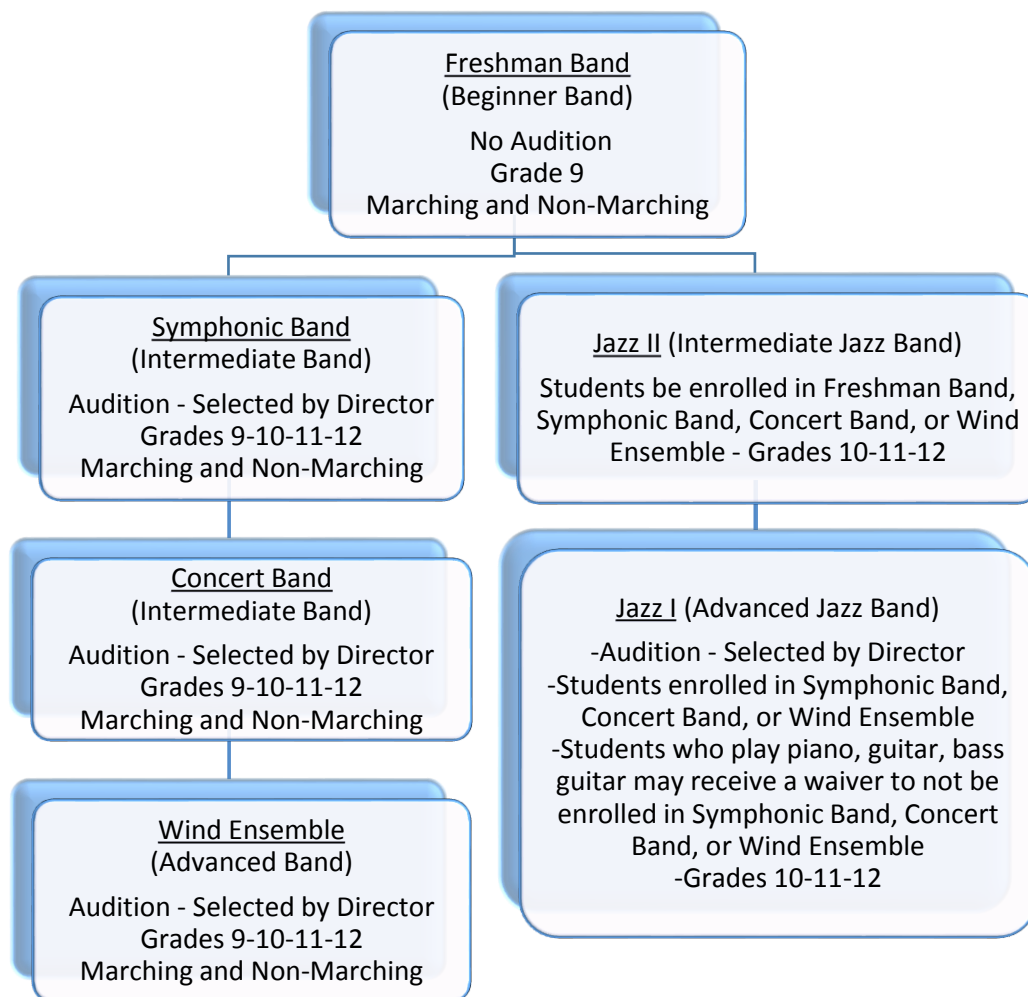 Freshman Band
(Beginner Band)
No Audition
Grade 9
Marching and Non-Marching
Symphonic Band
(Intermediate Band)
Audition - Selected by Director
Grades 9-10-11-12
Marching and Non-Marching
Jazz II (Intermediate Jazz Band)
Students be enrolled in Freshman Band,
Symphonic Band, Concert Band, or Wind
Ensemble - Grades 10-11-12
Concert Band
(Intermediate Band)
Audition - Selected by Director
Grades 9-10-11-12
Marching and Non-Marching
Jazz I (Advanced Jazz Band)
-Audition - Selected by Director
-Students enrolled in Symphonic Band,
Concert Band, or Wind Ensemble
-Students who play piano, guitar, bass
guitar may receive a waiver to not be
enrolled in Symphonic Band, Concert
Band, or Wind Ensemble
-Grades 10-11-12
Wind Ensemble
(Advanced Band)
Audition - Selected by Director
Grades 9-10-11-12
Marching and Non-Marching